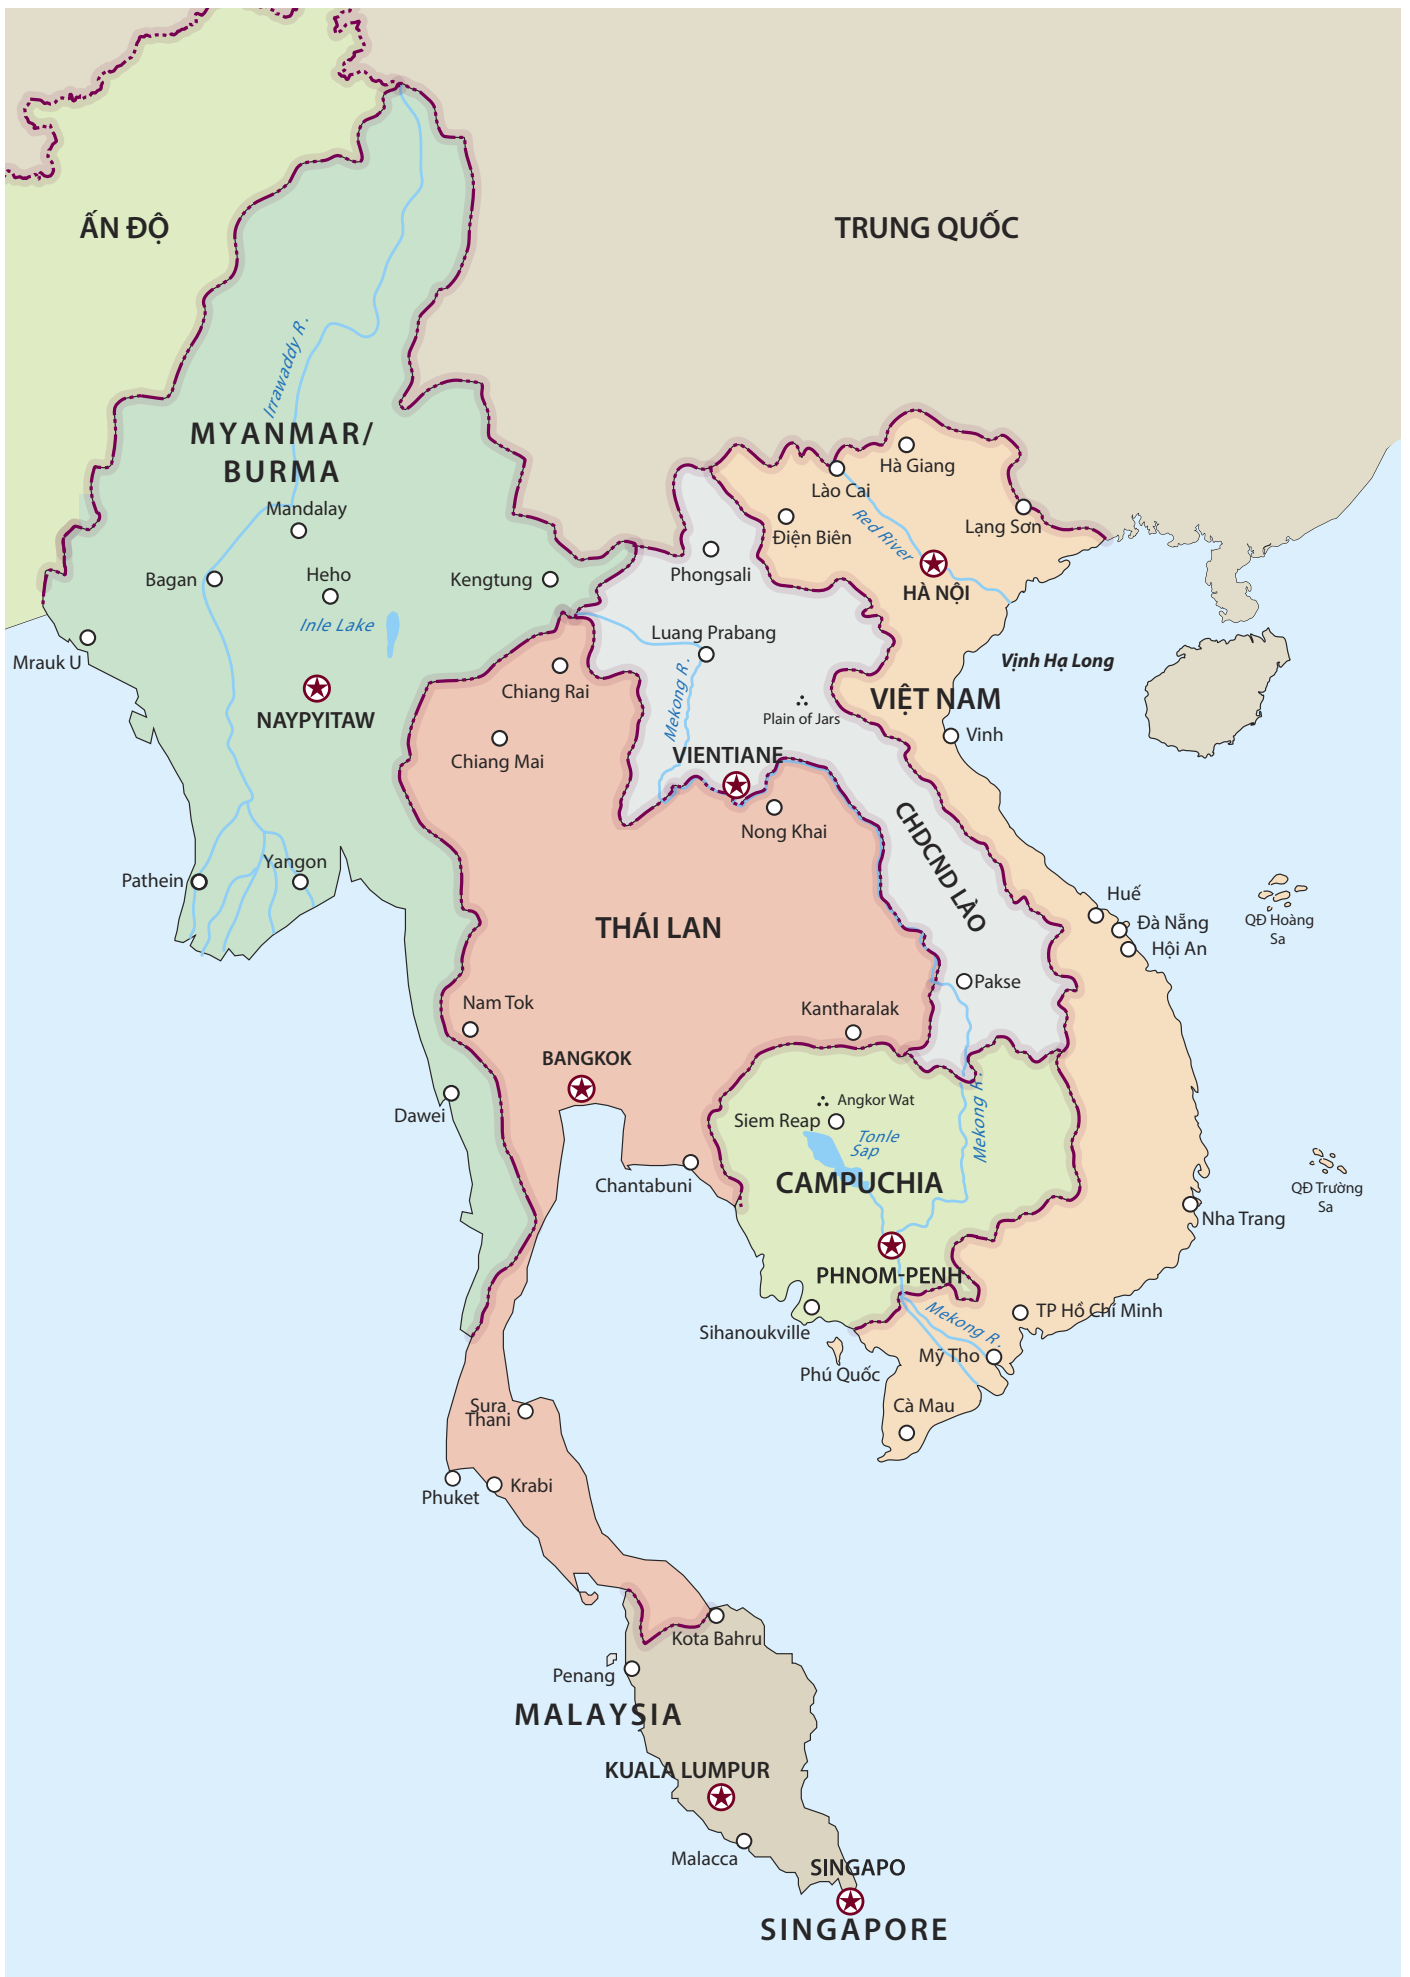 ẤN ĐỘ
TRUNG QUỐC
Irrawaddy R.
MYANMAR/
BURMA
Mandalay
Bagan
Heho
Kengtung
Inle Lake
Mrauk U
NAYPYITAW
Pathein
Yangon
Dawei
Hà Giang
Lào Cai
Red River
Lạng Sơn
Điện Biên
HÀ NỘI
Vịnh Hạ Long
VIỆT NAM
Vinh
Phongsali
Luang Prabang
Mekong R.
Plain of Jars
VIENTIANE
CHDCND LÀO
Pakse
Chiang Rai
Chiang Mai
Nong Khai
THÁI LAN
Nam Tok
Kantharalak
BANGKOK
Chantabuni
Huế
Đà Nẵng
Hội An
QĐ Hoàng
Sa
QĐ Trường
Sa
Nha Trang
Angkor Wat
Siem Reap
Tonle
Sap
Mekong R.
CAMPUCHIA
PHNOM-PENH
Sihanoukville
Mekong R.
TP Hồ Chí Minh
Mỹ Tho
Phú Quốc
Cà Mau
Sura
Thani
Phuket
Krabi
Kota Bahru
Penang
MALAYSIA
KUALA LUMPUR
Malacca
SINGAPO
SINGAPORE